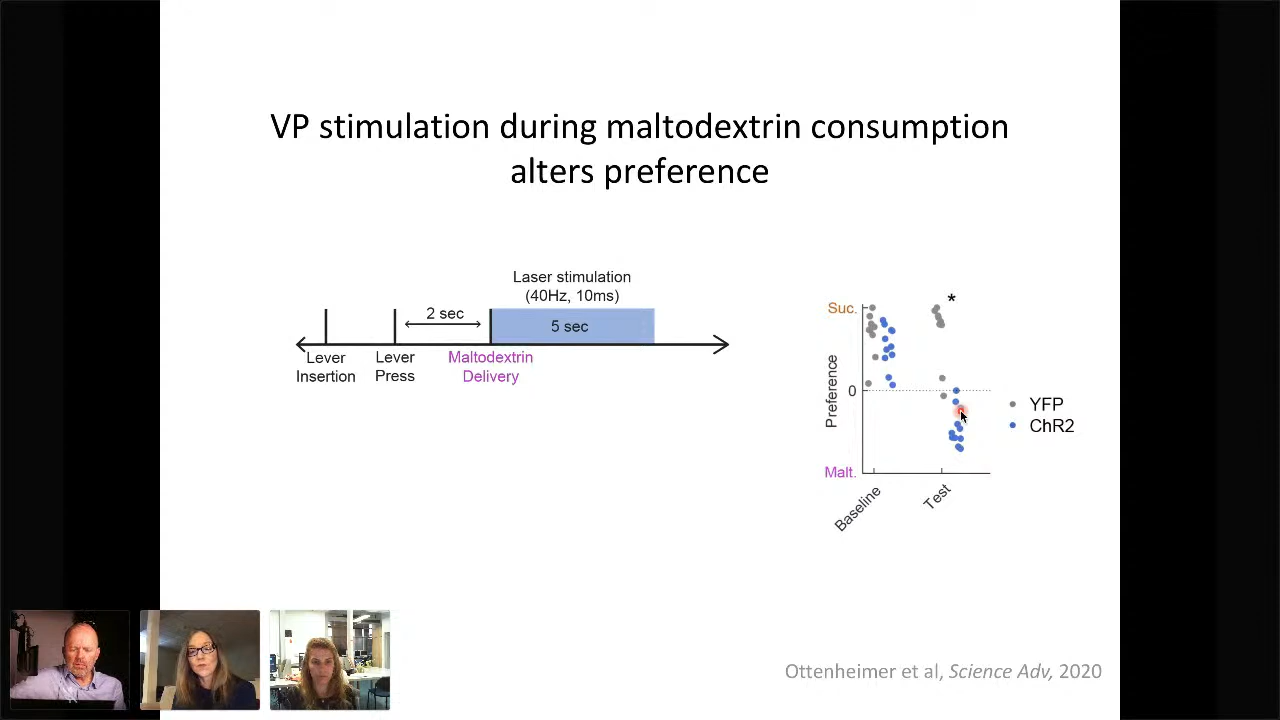 VP stimulation during maltodextrin consumption
alters preference
Laser stimulation
(40Hz, 10ms)
2 sec
5 sec
Lever
Insertion
Lever
Press
Maltodextrin
Delivery
Suc.
*
Preference
0
Malt.
Baseline
Test
YFP
ChR2
Ottenheimer et al, Science Adv, 2020